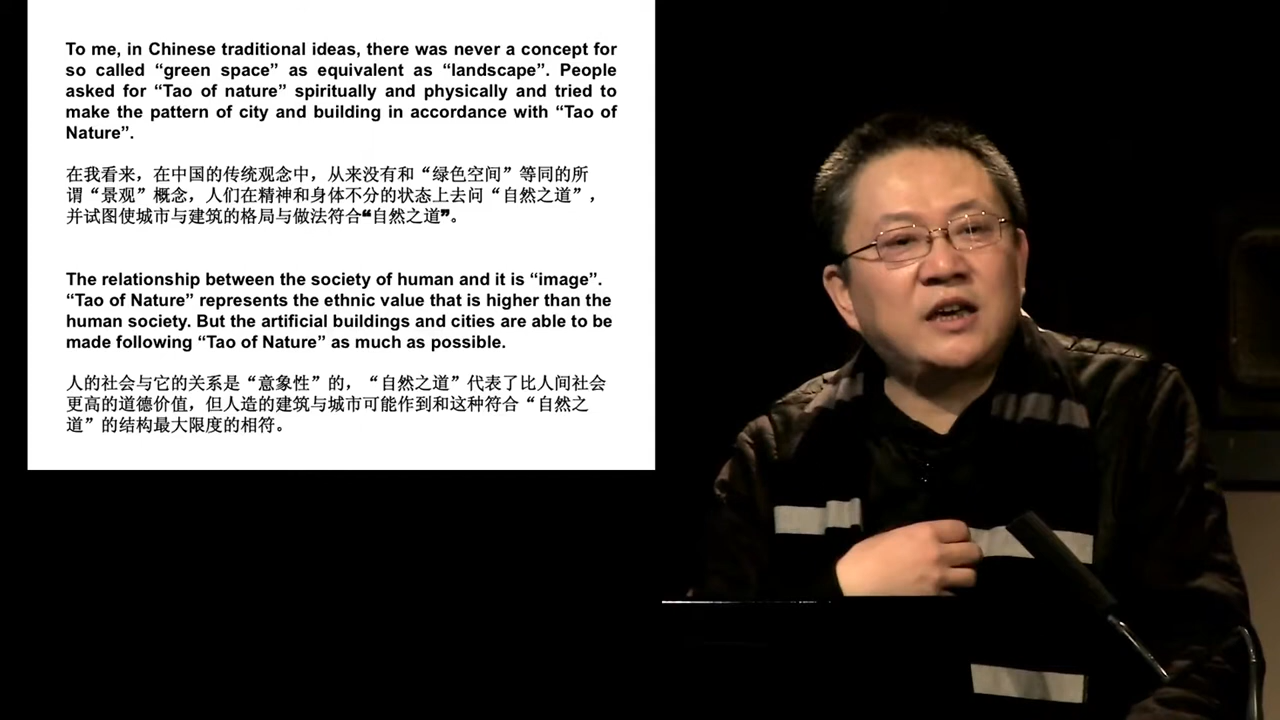 To me, in Chinese traditional ideas, there was never a concept for
so called “green space” as equivalent as “landscape”. People
asked for “Tao of nature” spiritually and physically and tried to
make the pattern of city and building in accordance with “Tao of
Nature”.
在我看来，在中国的传统观念中，从来没有和“绿色空间”等同的所
谓“景观”概念，人们在精神和身体不分的状态上去问“自然之道”，
并试图使城市与建筑的格局与做法符合“自然之道”。
The relationship between the society of human and it is “image”.
“Tao of Nature” represents the ethnic value that is higher than the
human society. But the artificial buildings and cities are able to be
made following “Tao of Nature” as much as possible.
人的社会与它的关系是“意象性”的，“自然之道”代表了比人间社会
更高的道德价值，但人造的建筑与城市可能作到和这种符合“自然之
道”的结构最大限度的相符。